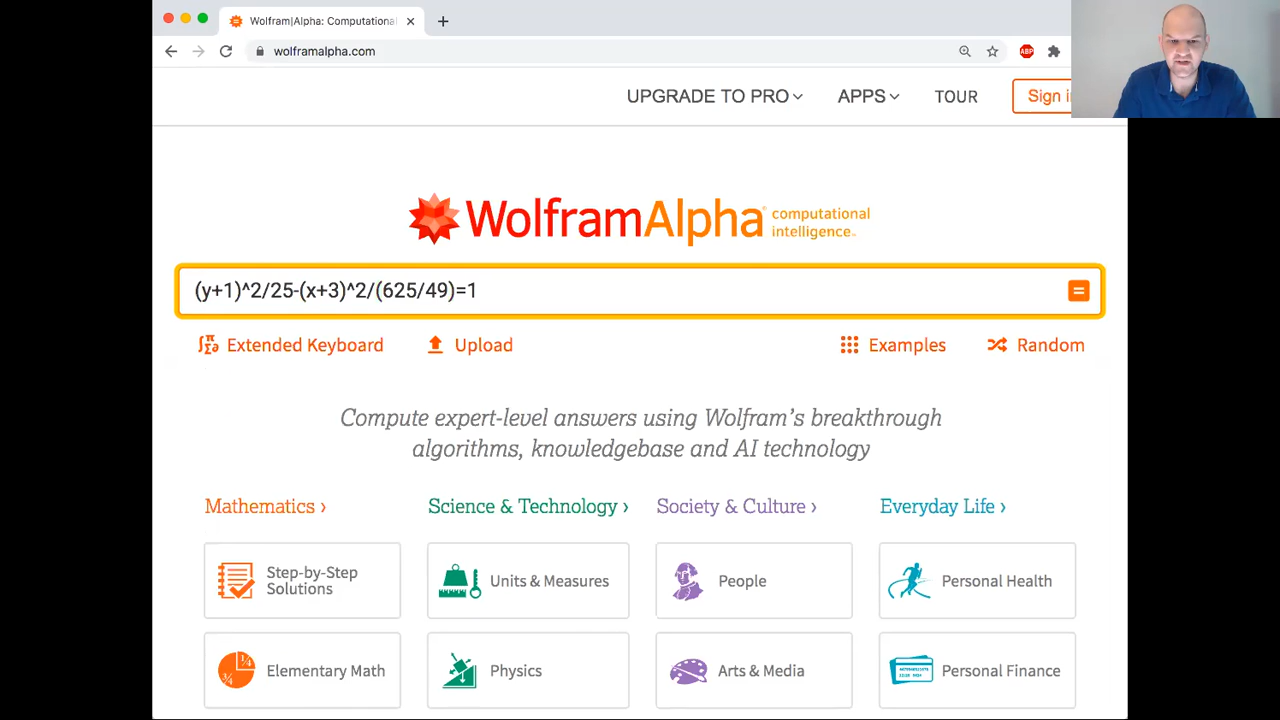 Wolfram|Alpha: Computational
wolframalpha.com
ABP
UPGRADE TO PRO
APPS
TOUR
Sign i
WolframAlpha computational intelligence™
(y+1)^2/25-(x+3)^2/(625/49)=1
=
Extended Keyboard
Upload
Examples
Random
Compute expert-level answers using Wolfram's breakthrough
algorithms, knowledgebase and AI technology
Mathematics ›
Science & Technology ›
Society & Culture ›
Everyday Life ›
Step-by-Step
Solutions
Units & Measures
People
Personal Health
Elementary Math
Physics
Arts & Media
Personal Finance